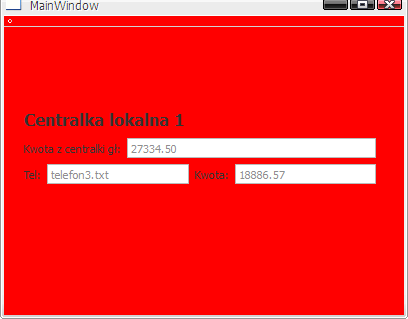 MainWindow
Centralka lokalna 1
Kwota z centralki gł: 27334.50
Tel: telefon3.txt Kwota: 18886.57